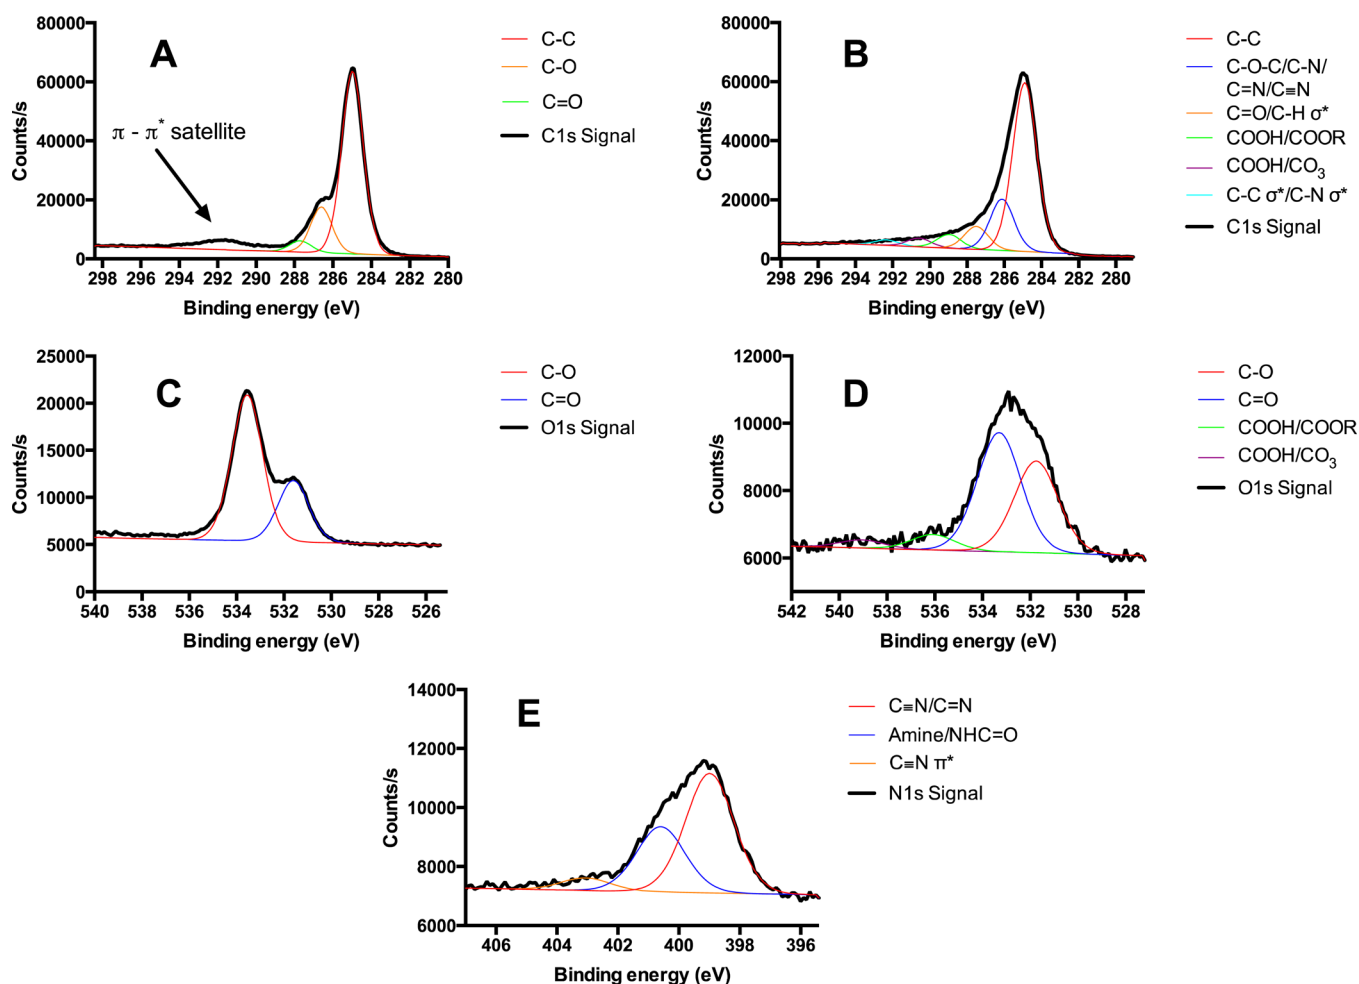 A
80000
60000
40000
20000
0
Counts/s
π - π* satellite
298 296 294 292 290 288 286 284 282 280
Binding energy (eV)
C-C
C-O
C=O
C1s Signal
B
80000
60000
40000
20000
0
Counts/s
298 296 294 292 290 288 286 284 282 280
Binding energy (eV)
C-C
C-O-C/C-N/
C=N/C≡N
C=O/C-H σ*
COOH/COOR
COOH/CO₃
C-C σ*/C-N σ*
C1s Signal
C
25000
20000
15000
10000
5000
0
Counts/s
540 538 536 534 532 530 528 526
Binding energy (eV)
C-O
C=O
O1s Signal
D
12000
10000
8000
6000
Counts/s
542 540 538 536 534 532 530 528
Binding energy (eV)
C-O
C=O
COOH/COOR
COOH/CO₃
O1s Signal
E
14000
12000
10000
8000
6000
Counts/s
406 404 402 400 398 396
Binding energy (eV)
C≡N/C=N
Amine/NHC=O
C≡N π*
N1s Signal